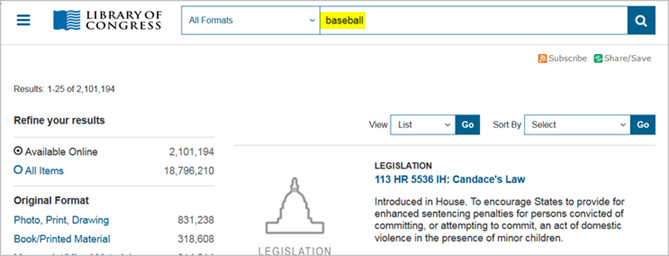 LIBRARY OF
CONGRESS
All Formats
baseball
Subscribe
Share/Save
Results: 1-25 of 2,101,194
Refine your results
View
List
Go
Sort By
Select
Go
Available Online 2,101,194
All Items 18,796,210
LEGISLATION
113 HR 5536 IH: Candace's Law
Original Format
Photo, Print, Drawing 831,238
Book/Printed Material 318,608
Introduced in House. To encourage States to provide for
enhanced sentencing penalties for persons convicted of
committing, or attempting to commit, an act of domestic
violence in the presence of minor children.
LEGISLATION